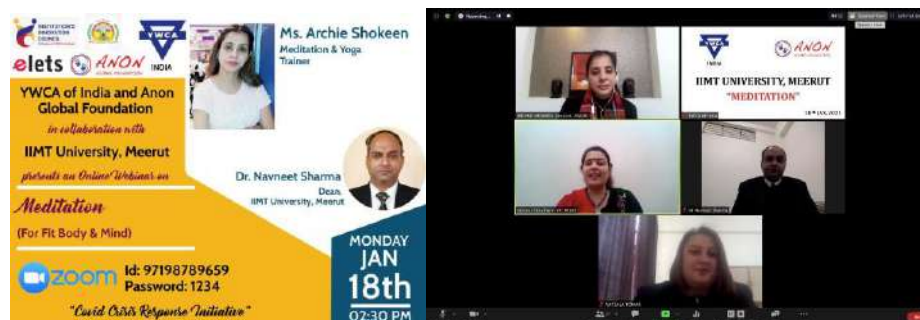 INSTITUTION'S
INNOVATION
COUNCIL
YWCA
INDIA
elets
ANON
Ms. Archie Shokeen
Meditation & Yoga
Trainer
YWCA of India and Anon
Global Foundation
in collaboration with
IIMT University, Meerut
presents an Online Webinar on
Meditation
(For Fit Body & Mind)
Dr. Navneet Sharma
Dean,
IIMT University, Meerut
zoom
Id: 97198789659
Password: 1234
"Covid Crisis Response Initiative"
MONDAY
JAN
18th
02:30 PM
YWCA
INDIA
ANON
IIMT UNIVERSITY, MEERUT
"MEDITATION"